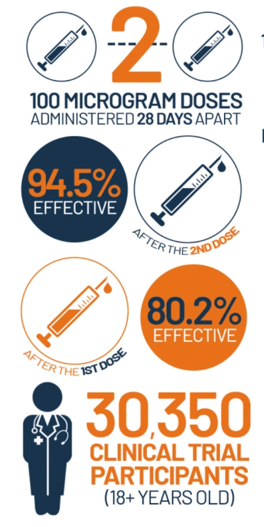 2
100 MICROGRAM DOSES
ADMINISTERED 28 DAYS APART
94.5%
EFFECTIVE
AFTER THE 2ND DOSE
AFTER THE 1ST DOSE
80.2%
EFFECTIVE
30,350
CLINICAL TRIAL
PARTICIPANTS
(18+ YEARS OLD)